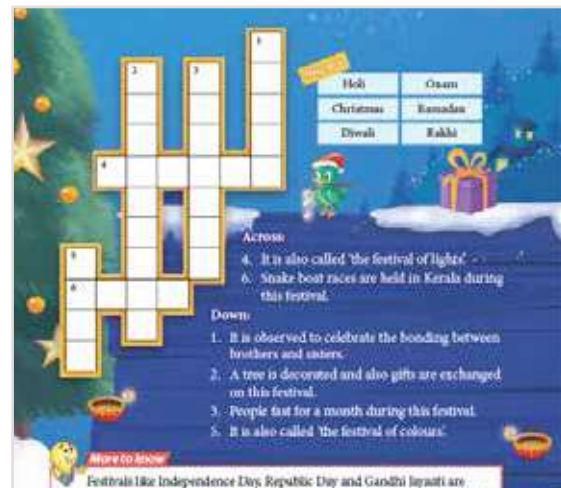 1
2
3
4
5
6
Holi Onam
Christmas Ramadan
Diwali Rakhi
Across:
4. It is also called 'the festival of lights'.
6. Snake boat races are held in Kerala during
this festival.
Down:
1. It is observed to celebrate the bonding between
brothers and sisters.
2. A tree is decorated and also gifts are exchanged
on this festival.
3. People fast for a month during this festival.
5. It is also called 'the festival of colours'.
More to know
Festivals like Independence Day, Republic Day and Gandhi Jayanti are